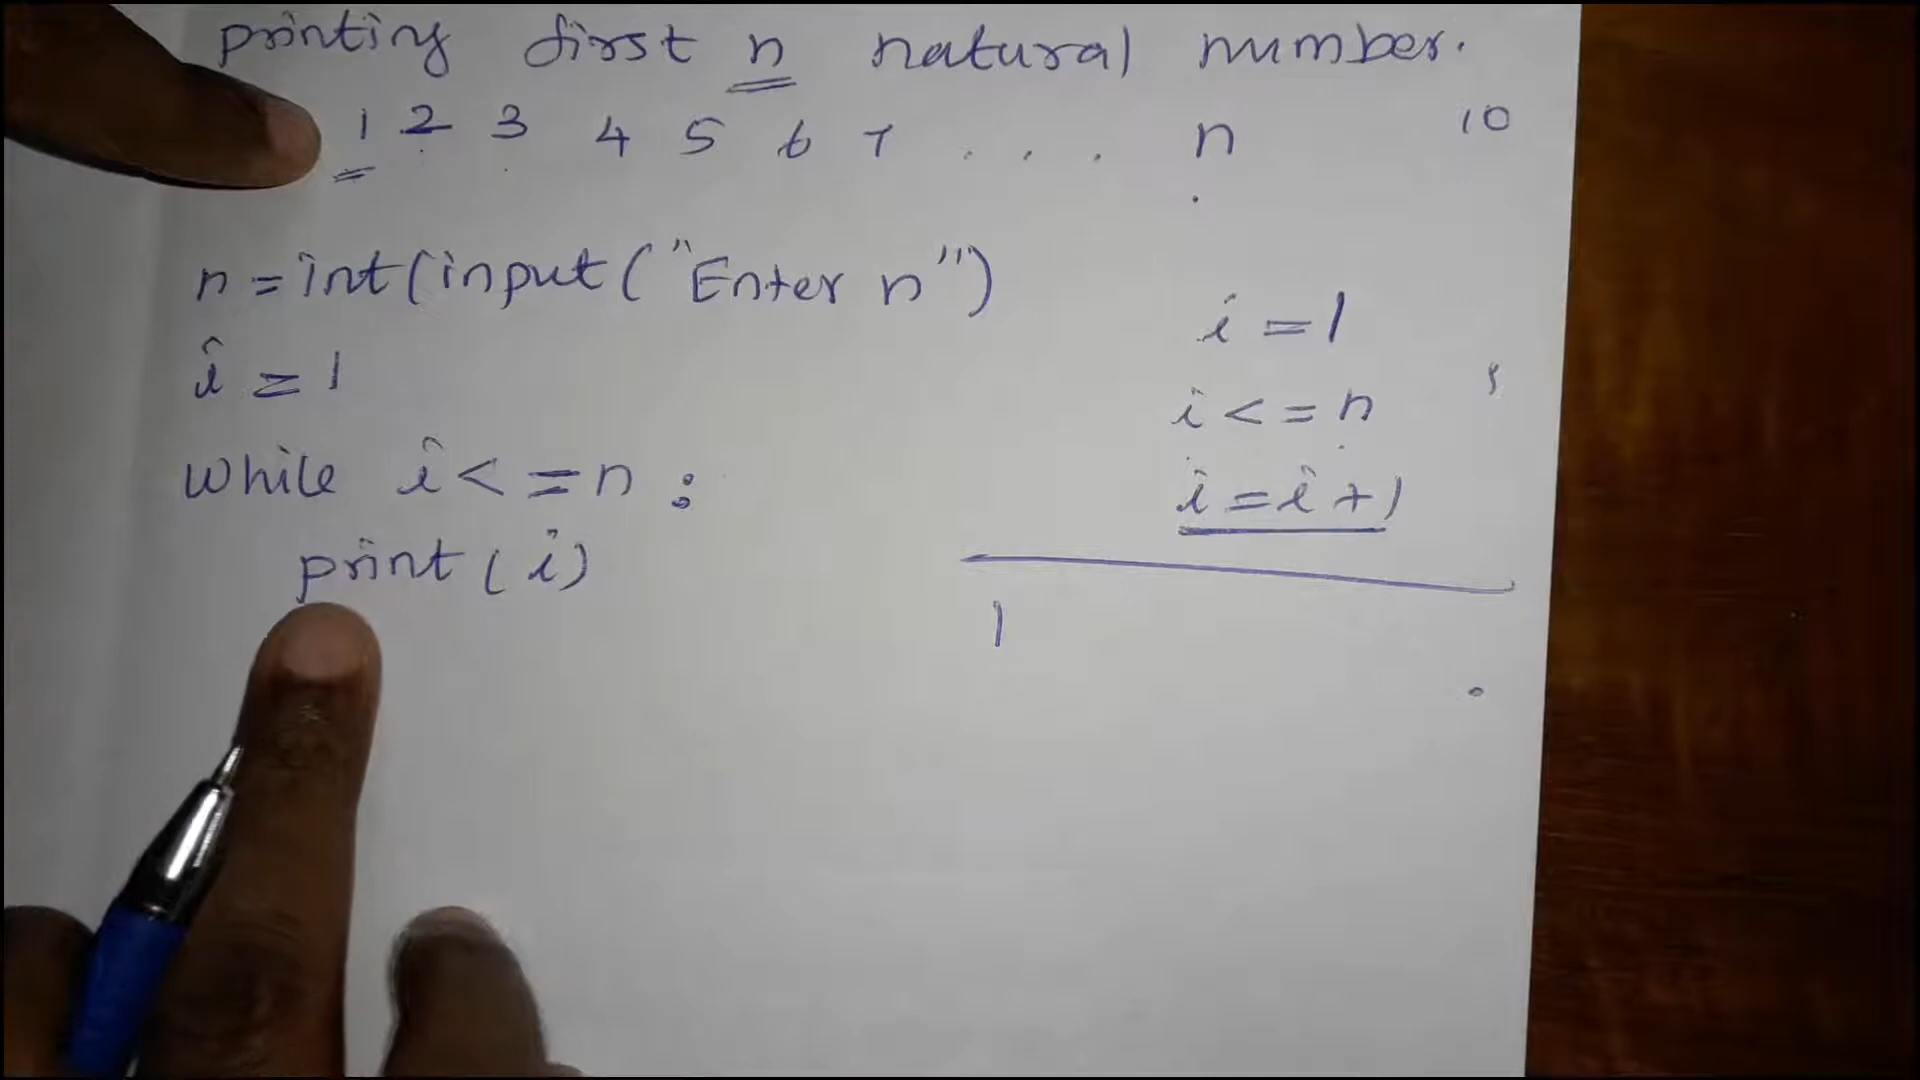 printing first n natural number.
1 2 3 4 5 6 7 . . . n 10
n = int(input("Enter n")
i = 1
while i < = n :
print(i)
i = 1
i < = n
i = i + 1
1